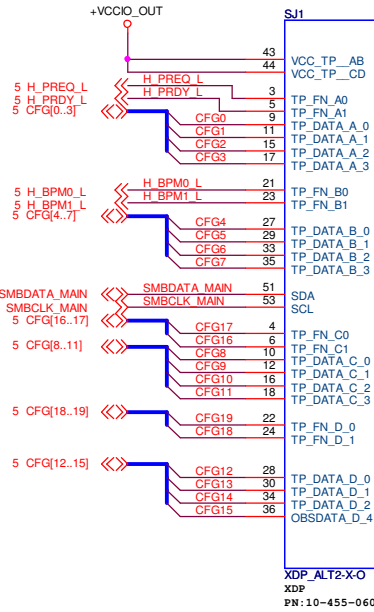 +VCCIO_OUT
SJ1
43 VCC_TP__AB
44 VCC_TP__CD
5 H_PREQ_L H_PREQ_L 3 TP_FN_A0
5 H_PRDY_L H_PRDY_L 5 TP_FN_A1
5 CFG[0..3] CFG0 9 TP_DATA_A_0
CFG1 11 TP_DATA_A_1
CFG2 15 TP_DATA_A_2
CFG3 17 TP_DATA_A_3
5 H_BPM0_L H_BPM0_L 21 TP_FN_B0
5 H_BPM1_L H_BPM1_L 23 TP_FN_B1
5 CFG[4..7] CFG4 27 TP_DATA_B_0
CFG5 29 TP_DATA_B_1
CFG6 33 TP_DATA_B_2
CFG7 35 TP_DATA_B_3
SMBDATA_MAIN SMBDATA_MAIN 51 SDA
SMBCLK_MAIN SMBCLK_MAIN 53 SCL
5 CFG[16..17] CFG17 4 TP_FN_C0
CFG16 6 TP_FN_C1
5 CFG[8..11] CFG8 10 TP_DATA_C_0
CFG9 12 TP_DATA_C_1
CFG10 16 TP_DATA_C_2
CFG11 18 TP_DATA_C_3
5 CFG[18..19] CFG19 22 TP_FN_D_0
CFG18 24 TP_FN_D_1
5 CFG[12..15] CFG12 28 TP_DATA_D_0
CFG13 30 TP_DATA_D_1
CFG14 34 TP_DATA_D_2
CFG15 36 OBSDATA_D_4
XDP_ALT2-X-O
XDP
PN:10-455-060